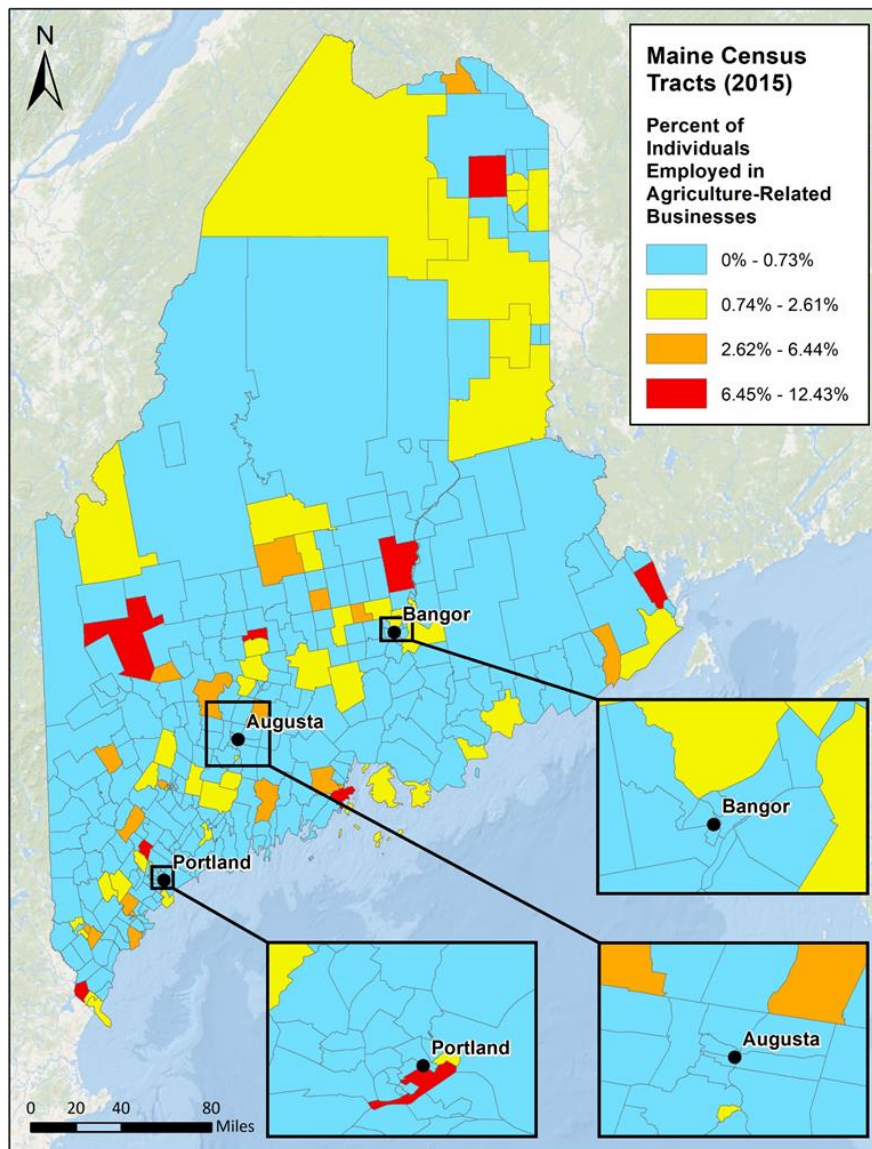 N
Maine Census
Tracts (2015)
Percent of
Individuals
Employed in
Agriculture-Related
Businesses
0% - 0.73%
0.74% - 2.61%
2.62% - 6.44%
6.45% - 12.43%
Bangor
Augusta
Portland
Bangor
Portland
Augusta
0 20 40 80
Miles